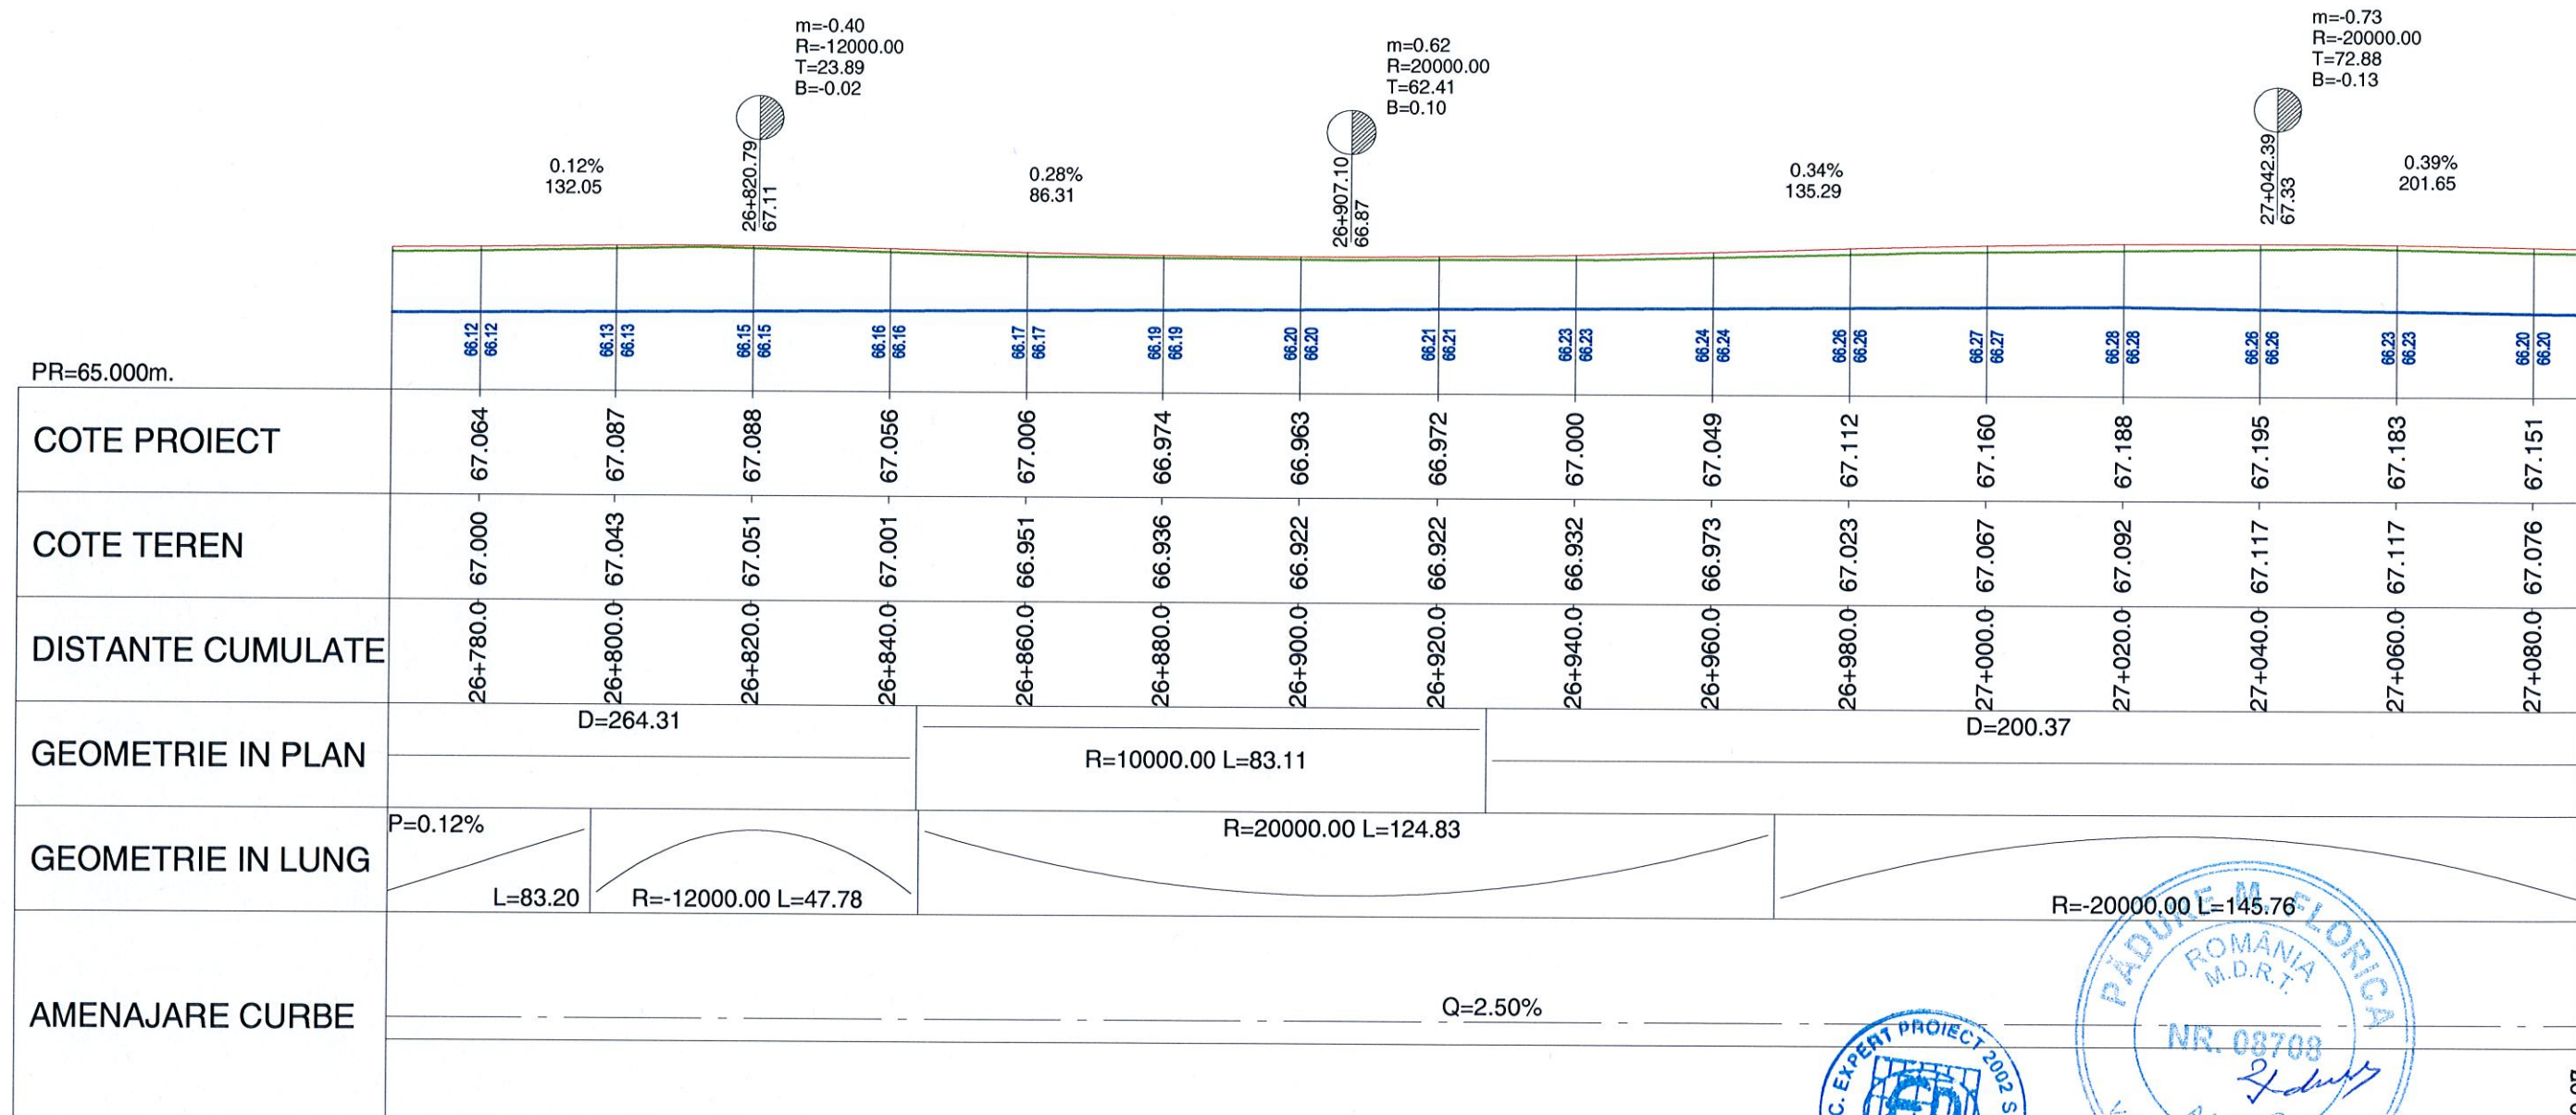 m=-0.40
R=-12000.00
T=23.89
B=-0.02
m=0.62
R=20000.00
T=62.41
B=0.10
m=-0.73
R=-20000.00
T=72.88
B=-0.13
0.12%
132.05
26+820.79
67.11
0.28%
86.31
26+907.10
66.87
0.34%
135.29
27+042.39
67.33
0.39%
201.65
66.12 66.13 66.15 66.16 66.17 66.19 66.20 66.21 66.23 66.24 66.26 66.27 66.28 66.26 66.23 66.20
66.12 66.13 66.15 66.16 66.17 66.19 66.20 66.21 66.23 66.24 66.26 66.27 66.28 66.26 66.23 66.20
PR=65.000m.
COTE PROIECT 67.064 67.087 67.088 67.056 67.006 66.974 66.963 66.972 67.000 67.049 67.112 67.160 67.188 67.195 67.183 67.151
COTE TEREN 67.000 67.043 67.051 67.001 66.951 66.936 66.922 66.922 66.932 66.973 67.023 67.067 67.092 67.117 67.117 67.076
DISTANTE CUMULATE 26+780.0 26+800.0 26+820.0 26+840.0 26+860.0 26+880.0 26+900.0 26+920.0 26+940.0 26+960.0 26+980.0 27+000.0 27+020.0 27+040.0 27+060.0 27+080.0
GEOMETRIE IN PLAN
D=264.31
R=10000.00 L=83.11
D=200.37
GEOMETRIE IN LUNG
P=0.12%
L=83.20
R=-12000.00 L=47.78
R=20000.00 L=124.83
R=-20000.00 L=145.76
AMENAJARE CURBE
Q=2.50%
C. EXPERT PROIECT 2002 S
PĂDURE M. FLORICA
ROMÂNIA
M.D.R.T.
NR. 08708